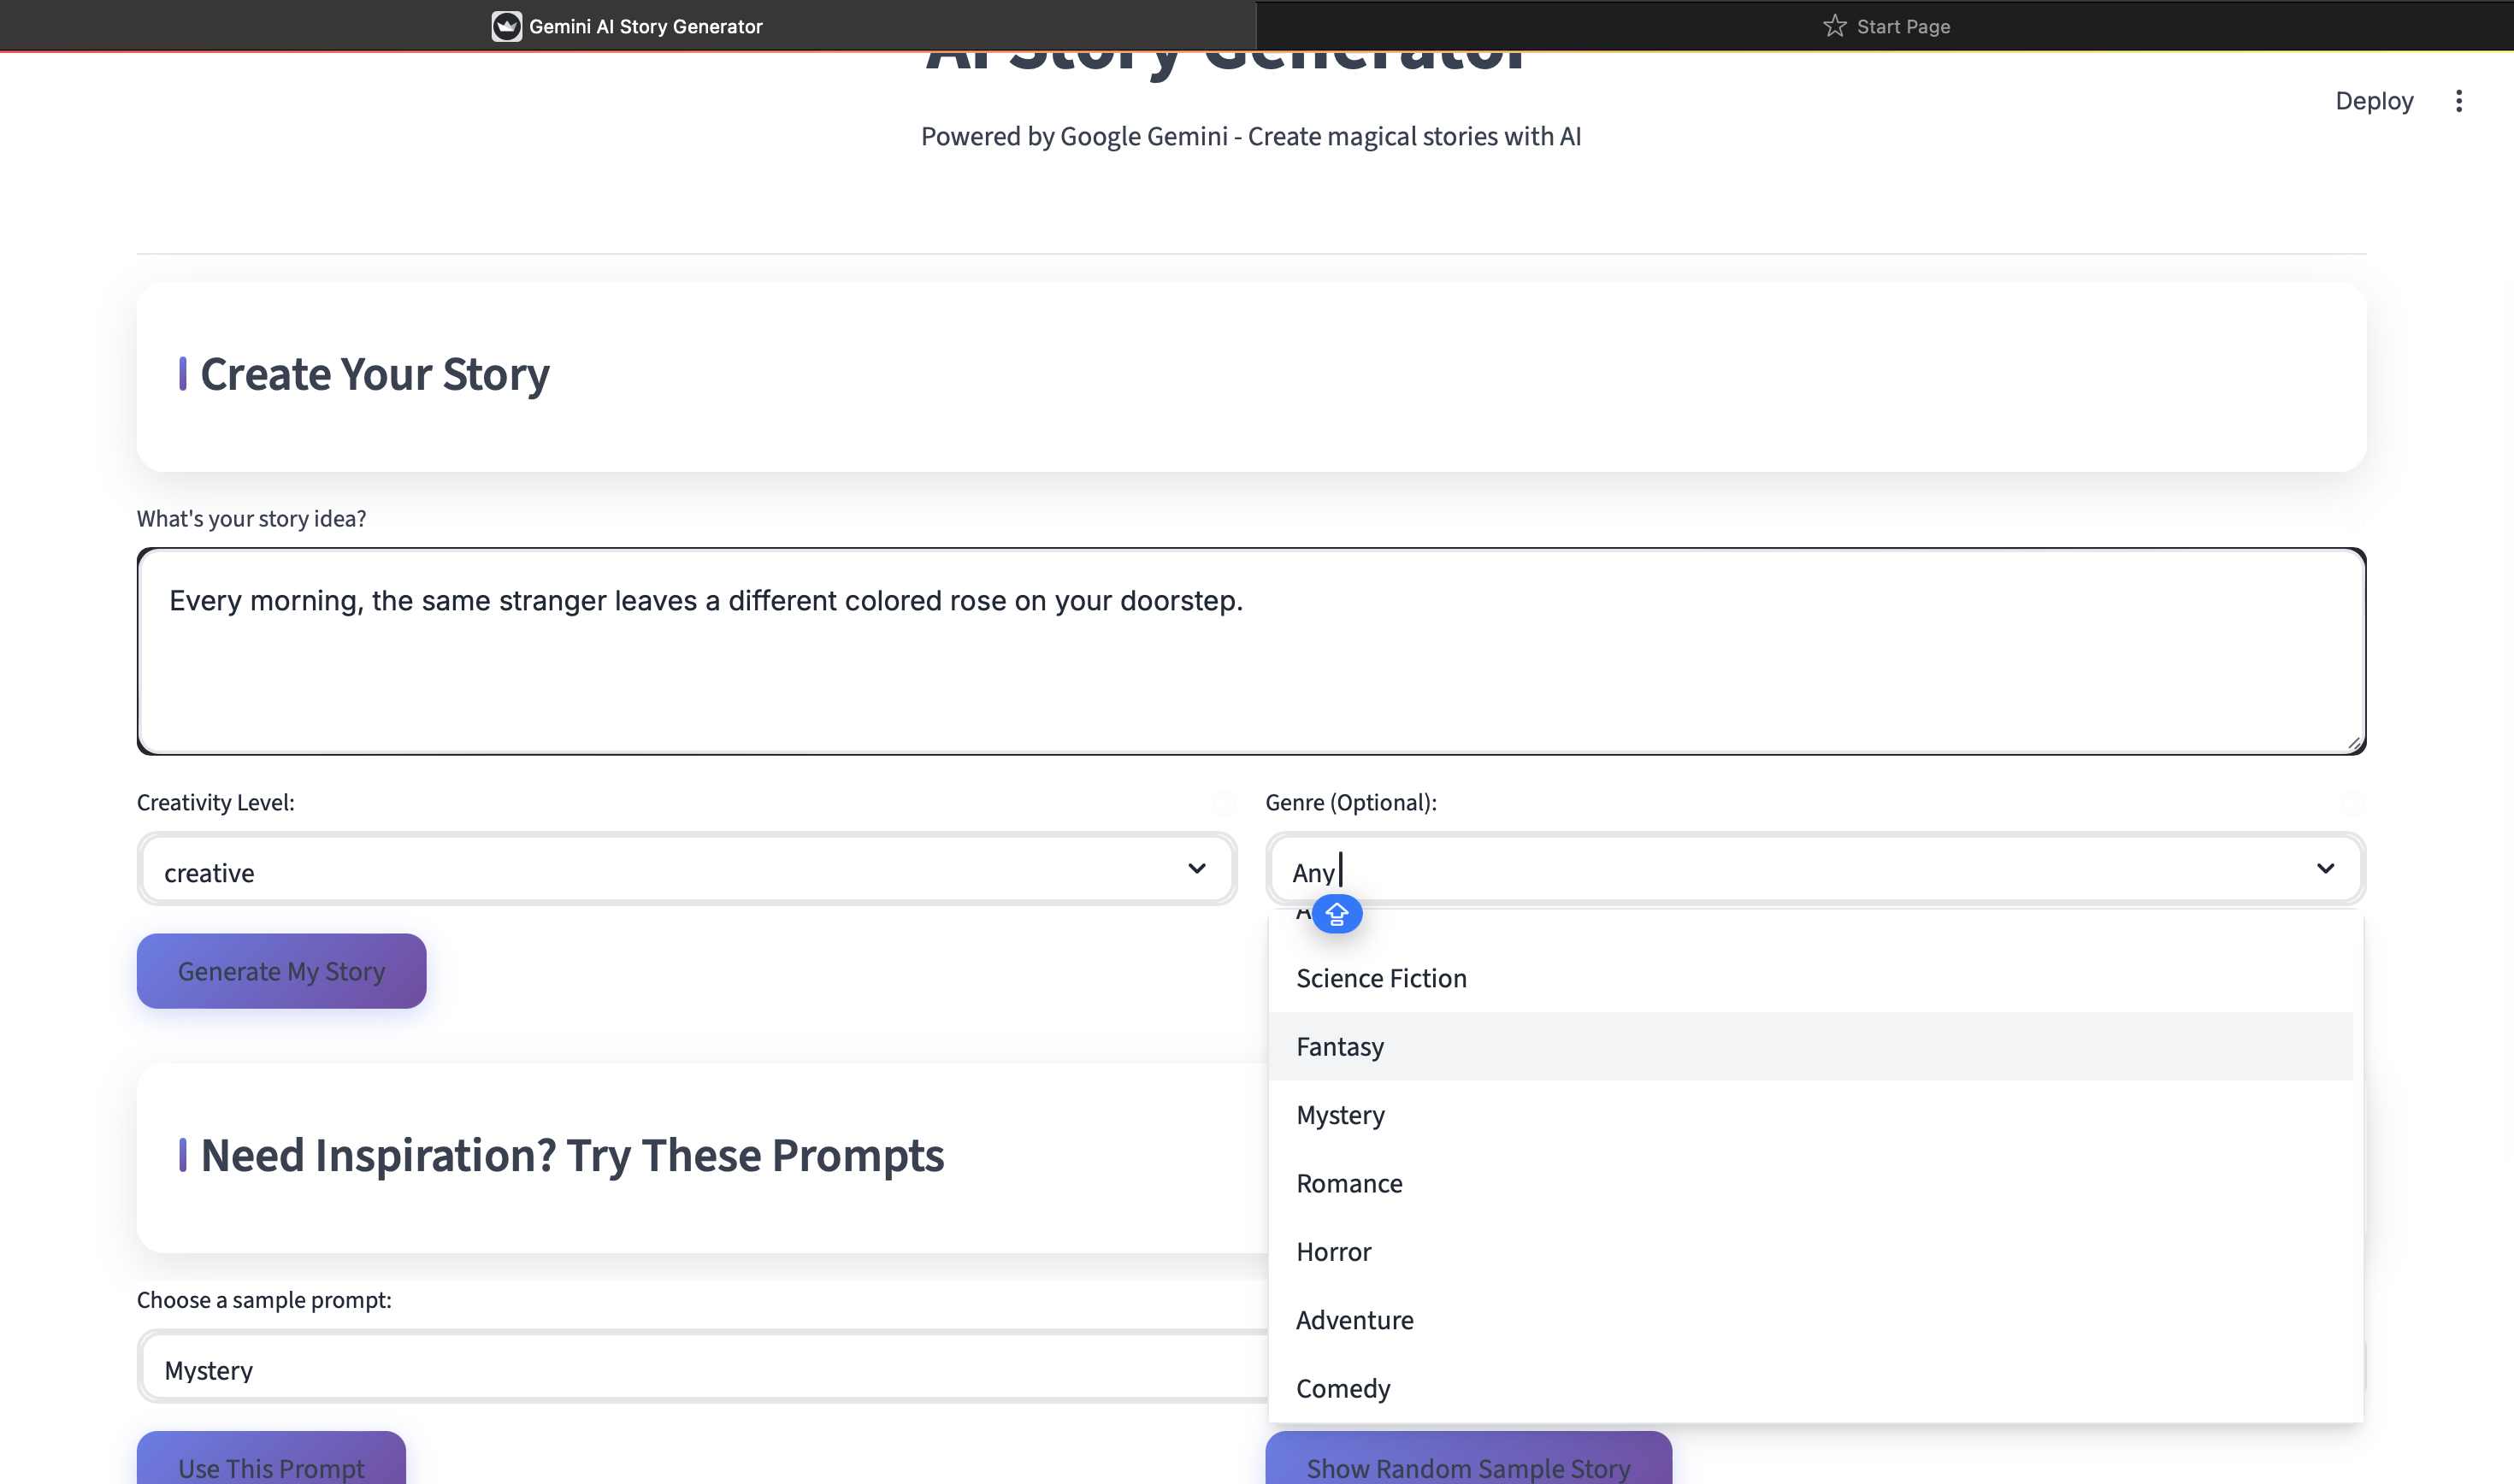 Gemini AI Story Generator
Start Page
AI Story Generator
Deploy
Powered by Google Gemini - Create magical stories with AI
Create Your Story
What's your story idea?
Every morning, the same stranger leaves a different colored rose on your doorstep.
Creativity Level:
Genre (Optional):
creative
Any
Generate My Story
Science Fiction
Fantasy
Mystery
Romance
Horror
Adventure
Comedy
Need Inspiration? Try These Prompts
Choose a sample prompt:
Mystery
Use This Prompt
Show Random Sample Story